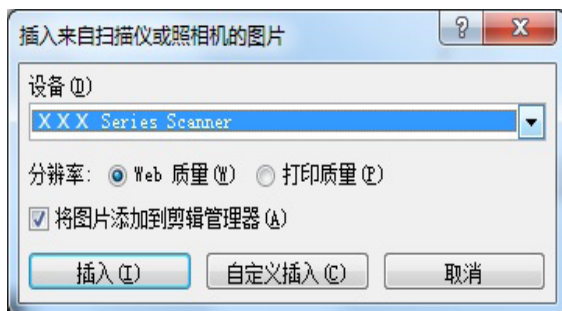 插入来自扫描仪或照相机的图片
设备(D)
XXX Series Scanner
分辨率: Web 质量(W) 打印质量(P)
将图片添加到剪辑管理器(A)
插入(I) 自定义插入(C) 取消